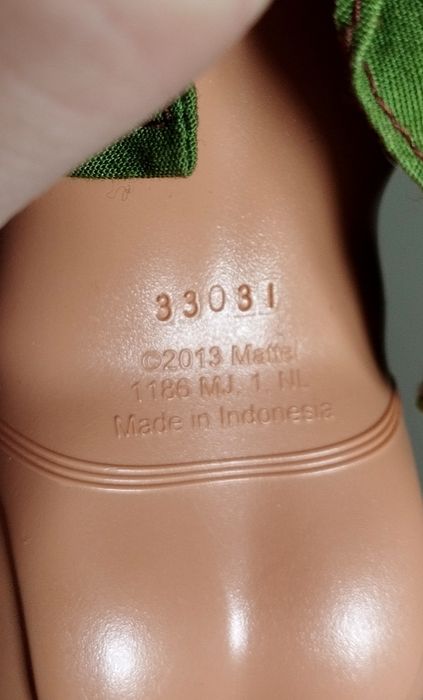 33031
©2013 Mattel
1186 MJ. 1. NL
Made in Indonesia